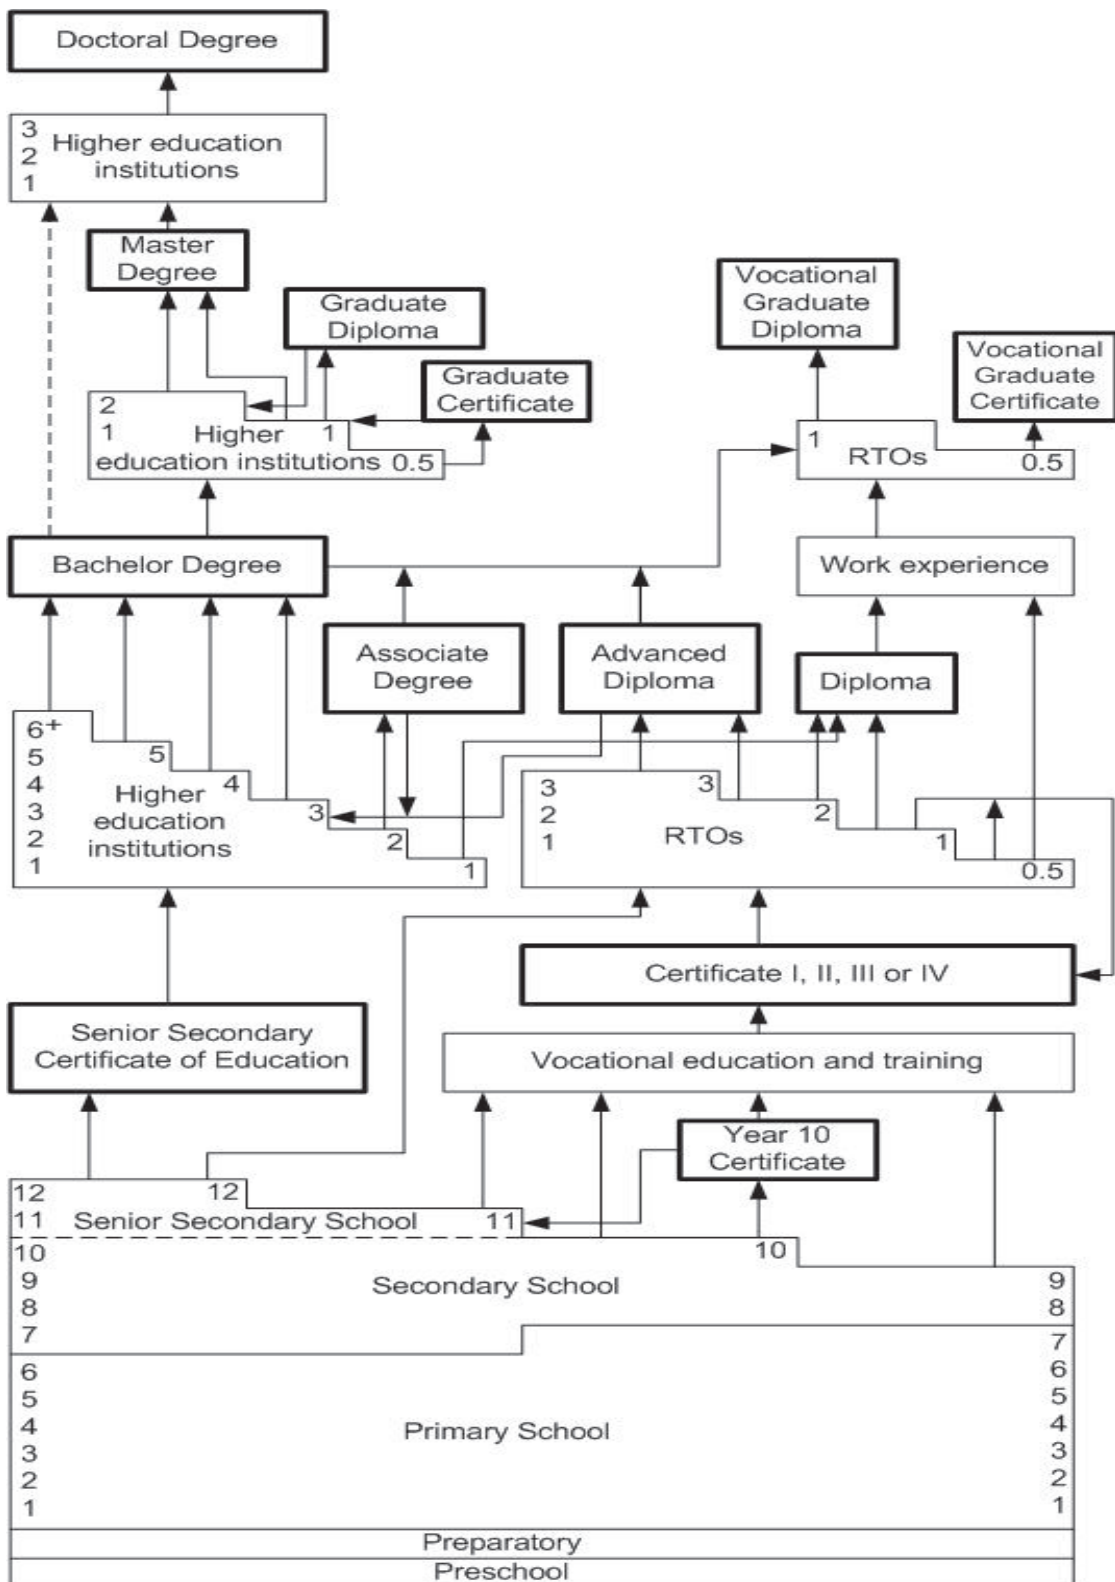 Doctoral Degree
3
2
1
Higher education
institutions
Master
Degree
Graduate
Diploma
Graduate
Certificate
2
1
1
Higher
education institutions
0.5
Vocational
Graduate
Diploma
Vocational
Graduate
Certificate
1
RTOs
0.5
Bachelor Degree
Work experience
Associate
Degree
Advanced
Diploma
Diploma
6+
5
4
3
2
1
5
4
3
2
1
Higher
education
institutions
3
2
1
3
2
1
0.5
RTOs
Certificate I, II, III or IV
Senior Secondary
Certificate of Education
Vocational education and training
Year 10
Certificate
12
11
12
Senior Secondary School
11
10
9
8
7
10
Secondary School
9
8
6
5
4
3
2
1
Primary School
7
6
5
4
3
2
1
Preparatory
Preschool